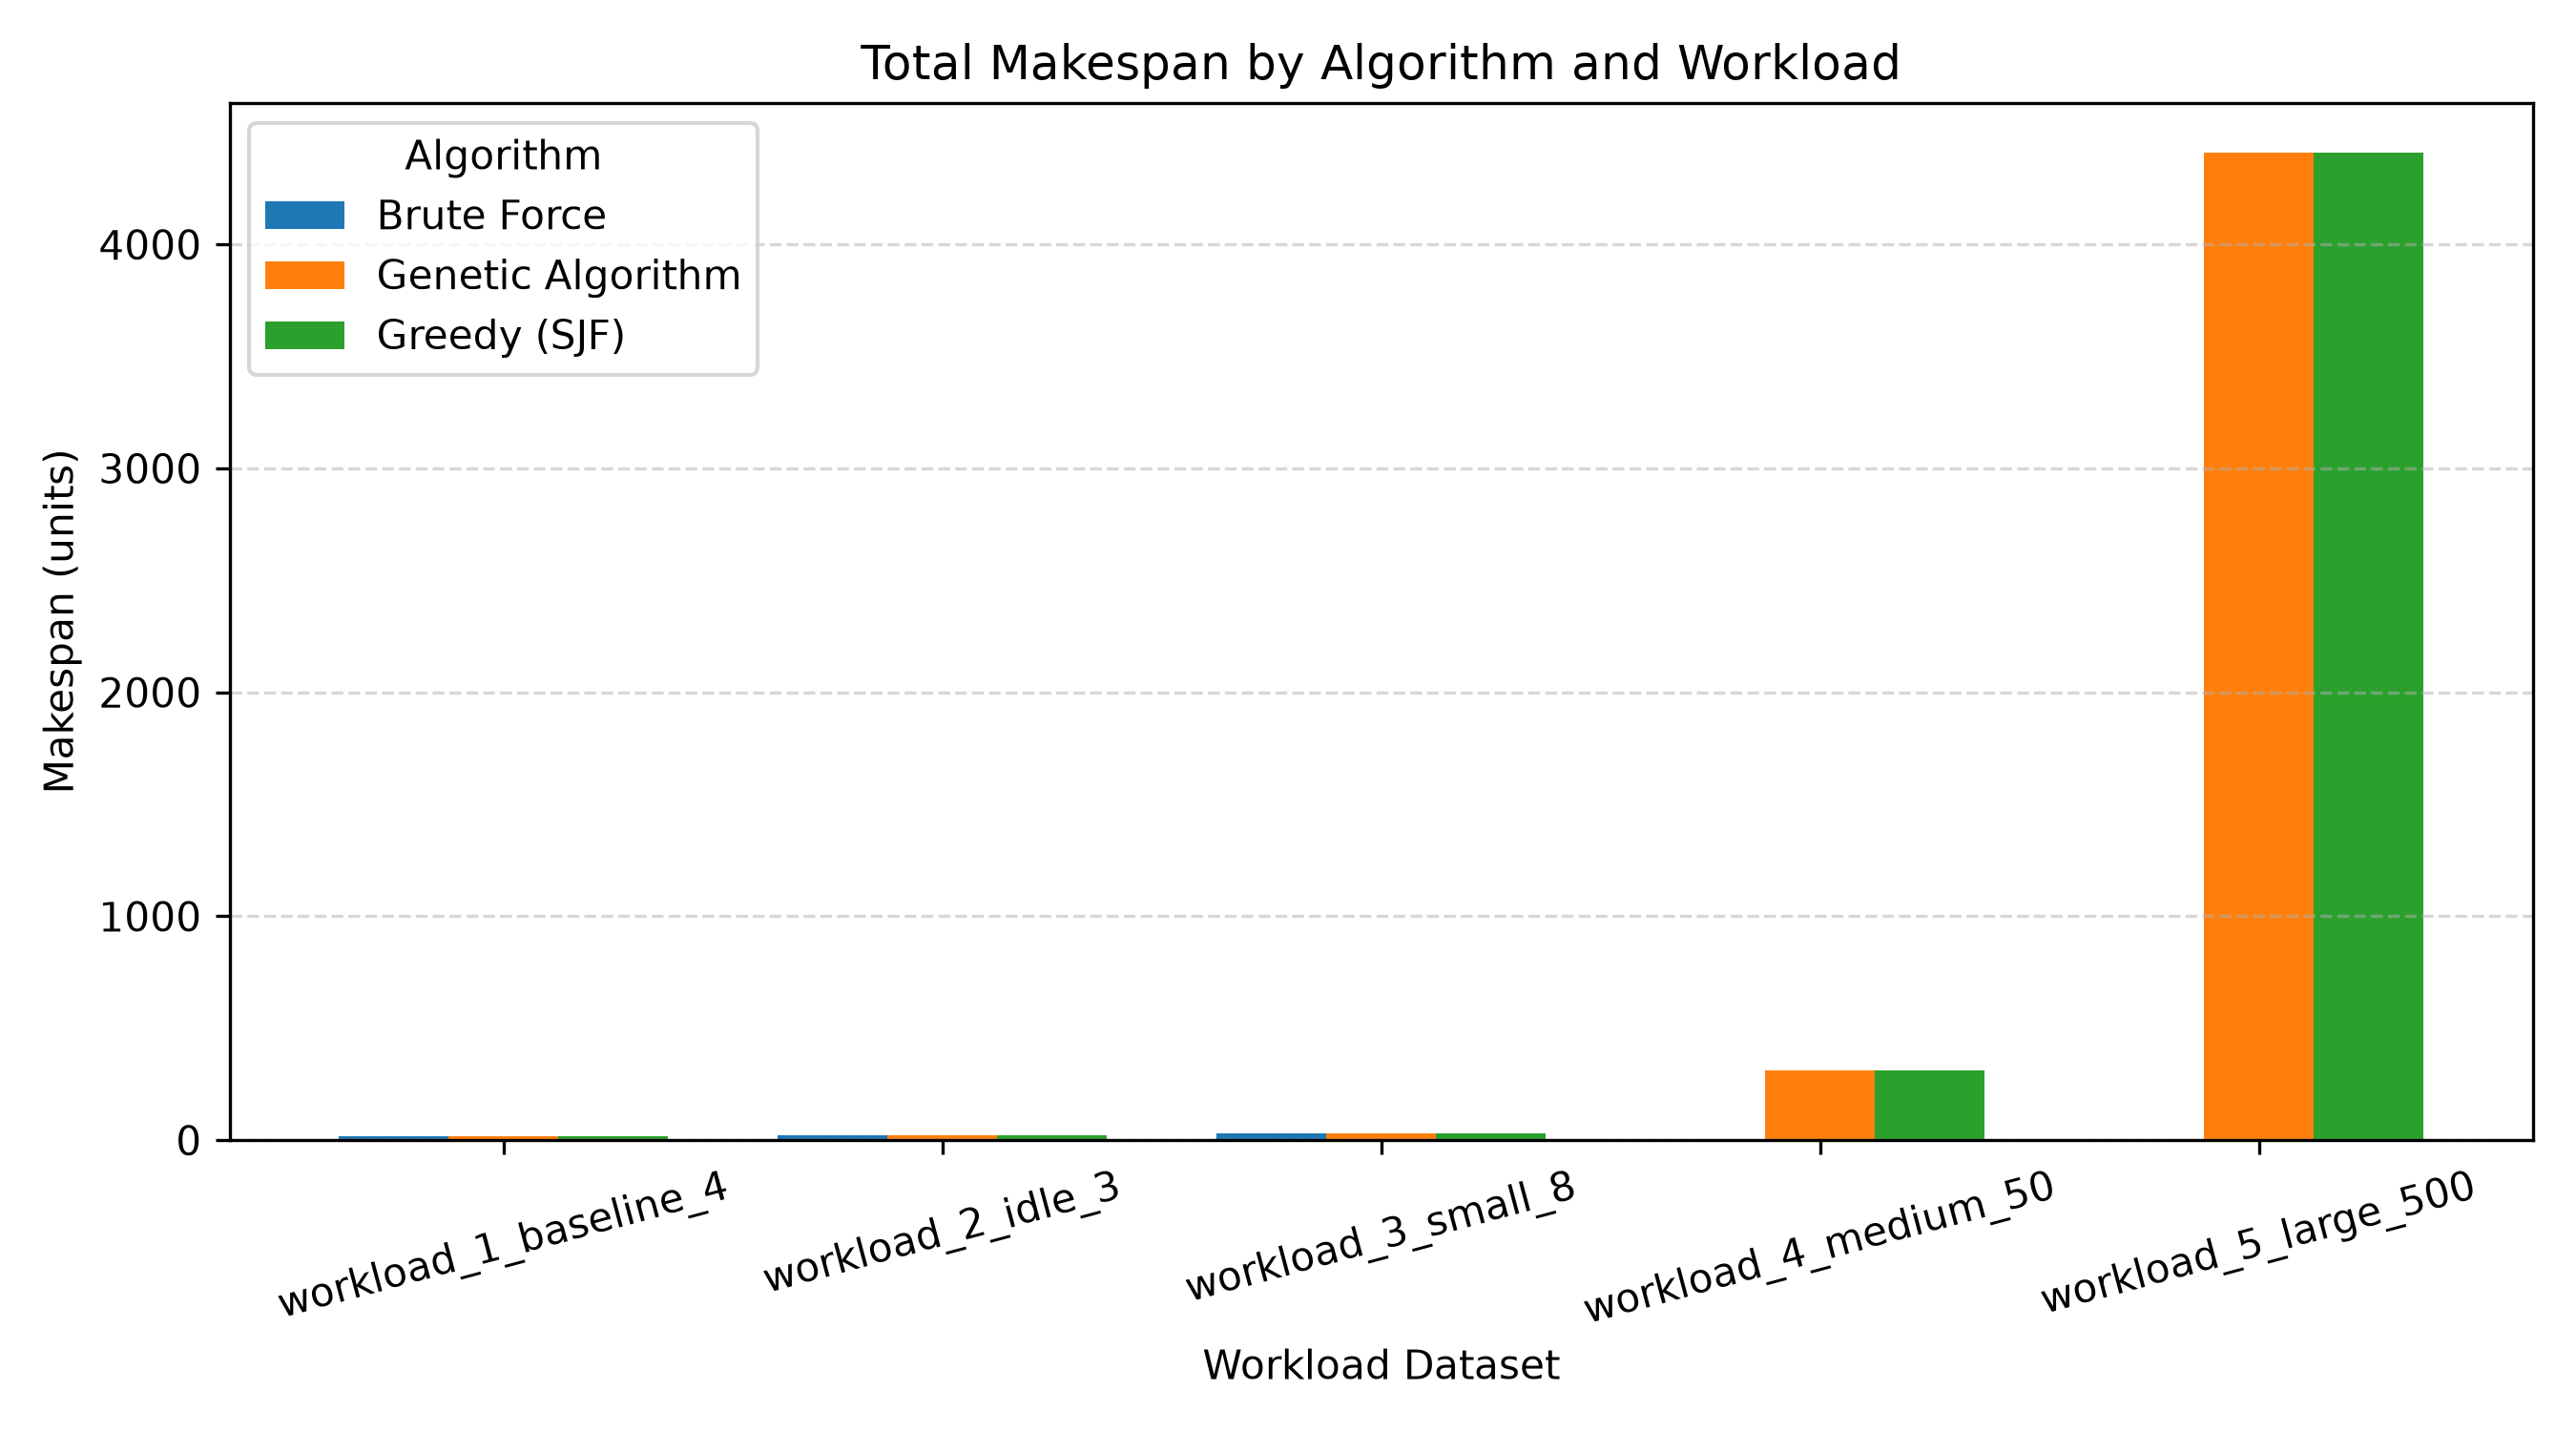 Total Makespan by Algorithm and Workload
Algorithm
Brute Force
Genetic Algorithm
Greedy (SJF)
Makespan (units)
4000
3000
2000
1000
0
workload_1_baseline_4
workload_2_idle_3
workload_3_small_8
workload_4_medium_50
workload_5_large_500
Workload Dataset